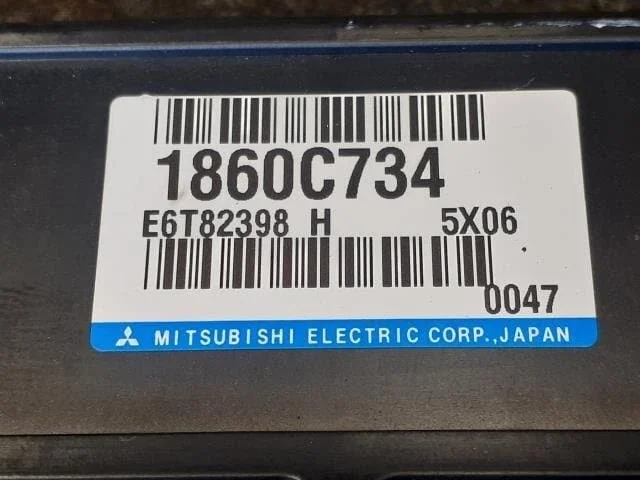 1860C734
E6T82398 H 5X06
0047
MITSUBISHI ELECTRIC CORP.,JAPAN